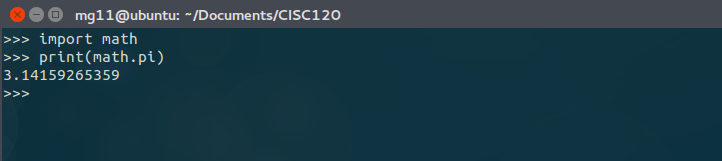 mg11@ubuntu: ~/Documents/CISC120
>>> import math
>>> print(math.pi)
3.14159265359
>>>